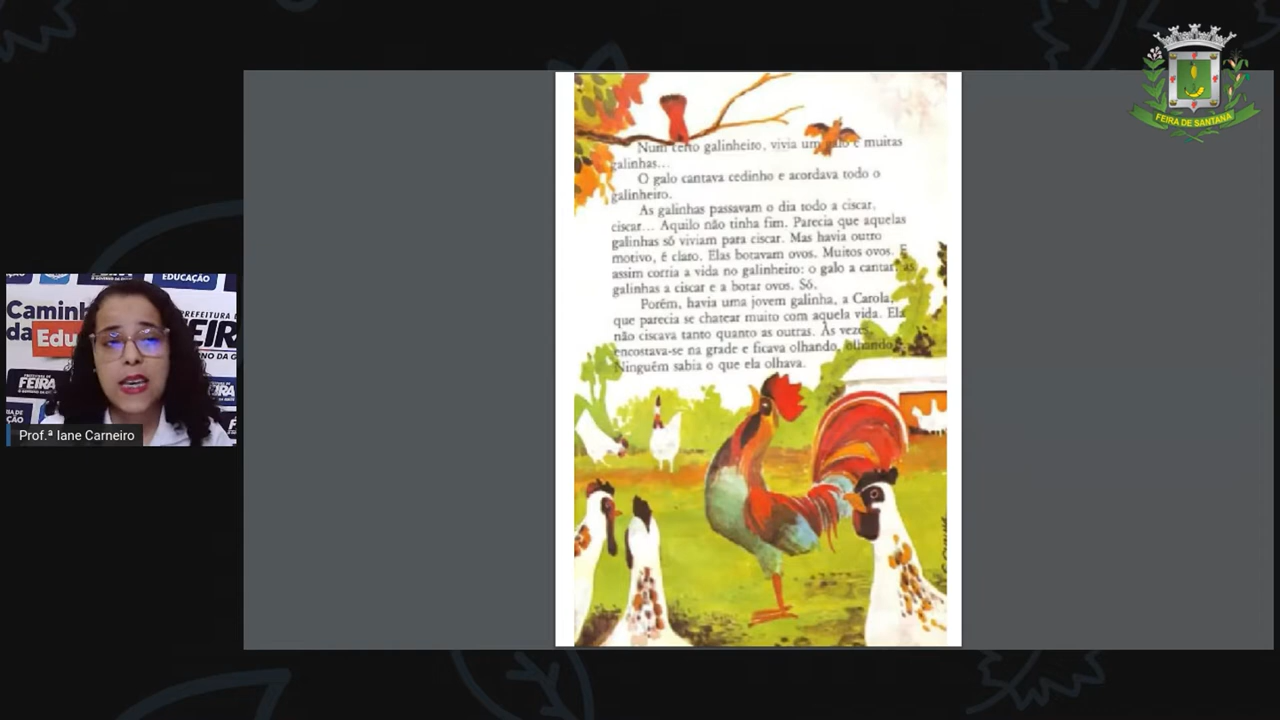 FEIRA DE SANTANA
Num certo galinheiro, vivia um galo e muitas
galinhas...
O galo cantava cedinho e acordava todo o
galinheiro.
As galinhas passavam o dia todo a ciscar,
ciscar... Aquilo não tinha fim. Parecia que aquelas
galinhas só viviam para ciscar. Mas havia outro
motivo, é claro. Elas botavam ovos. Muitos ovos. E
assim corria a vida no galinheiro: o galo a cantar, as
galinhas a ciscar e a botar ovos. Só.
Porém, havia uma jovem galinha, a Carola,
que parecia se chatear muito com aquela vida. Ela
não ciscava tanto quanto as outras. Às vezes,
encostava-se na grade e ficava olhando, olhando.
Ninguém sabia o que ela olhava.
EDUCAÇÃO
Caminh
da Edu
PREFEITURA D
EIR
FEIRA
Prof.ª Iane Carneiro